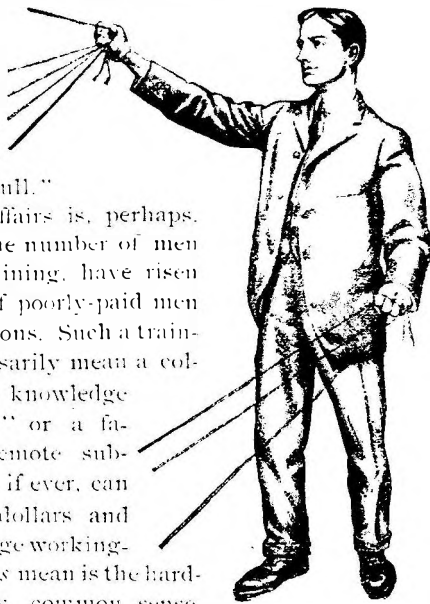 ull."
ffairs is, perhaps,
ne number of men
ining, have risen
f poorly-paid men
ons. Such a train-
sarily mean a col-
knowledge
" or a fa-
emote sub-
if ever, can
dollars and
ge working-
s mean is the hard-
common sense